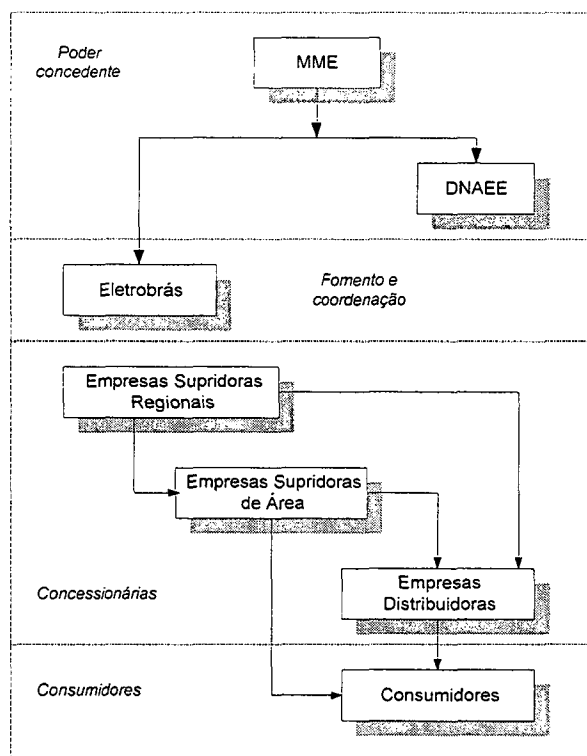 Poder
concedente
MME
DNAEE
Eletrobrás
Fomento e
coordenação
Empresas Supridoras
Regionais
Empresas Supridoras
de Área
Concessionárias
Empresas
Distribuidoras
Consumidores
Consumidores